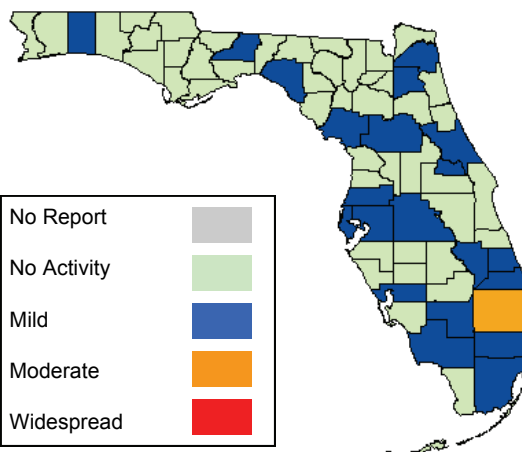 No Report
No Activity
Mild
Moderate
Widespread